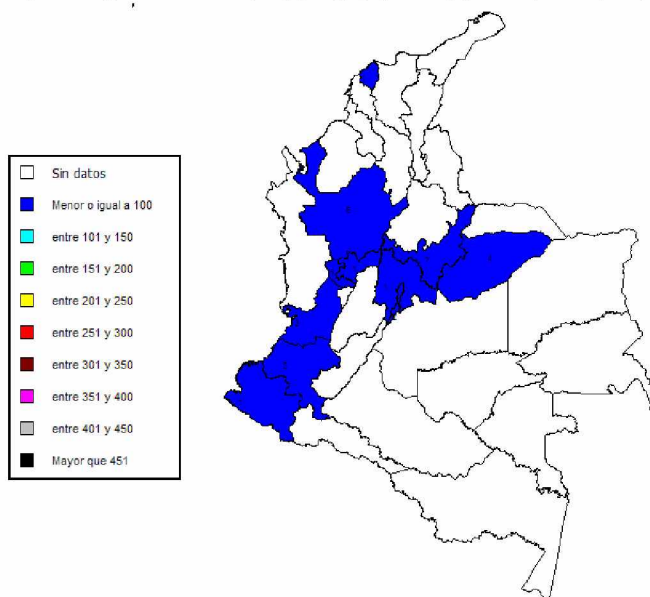 Sin datos
Menor o igual a 100
entre 101 y 150
entre 151 y 200
entre 201 y 250
entre 251 y 300
entre 301 y 350
entre 351 y 400
entre 401 y 450
Mayor que 451